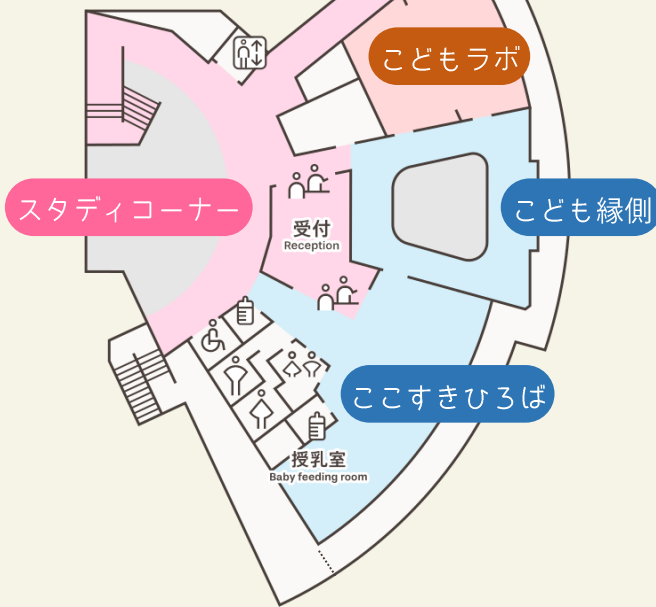 こどもラボ
スタディコーナー
こども縁側
受付
Reception
ここすきひろば
授乳室
Baby feeding room